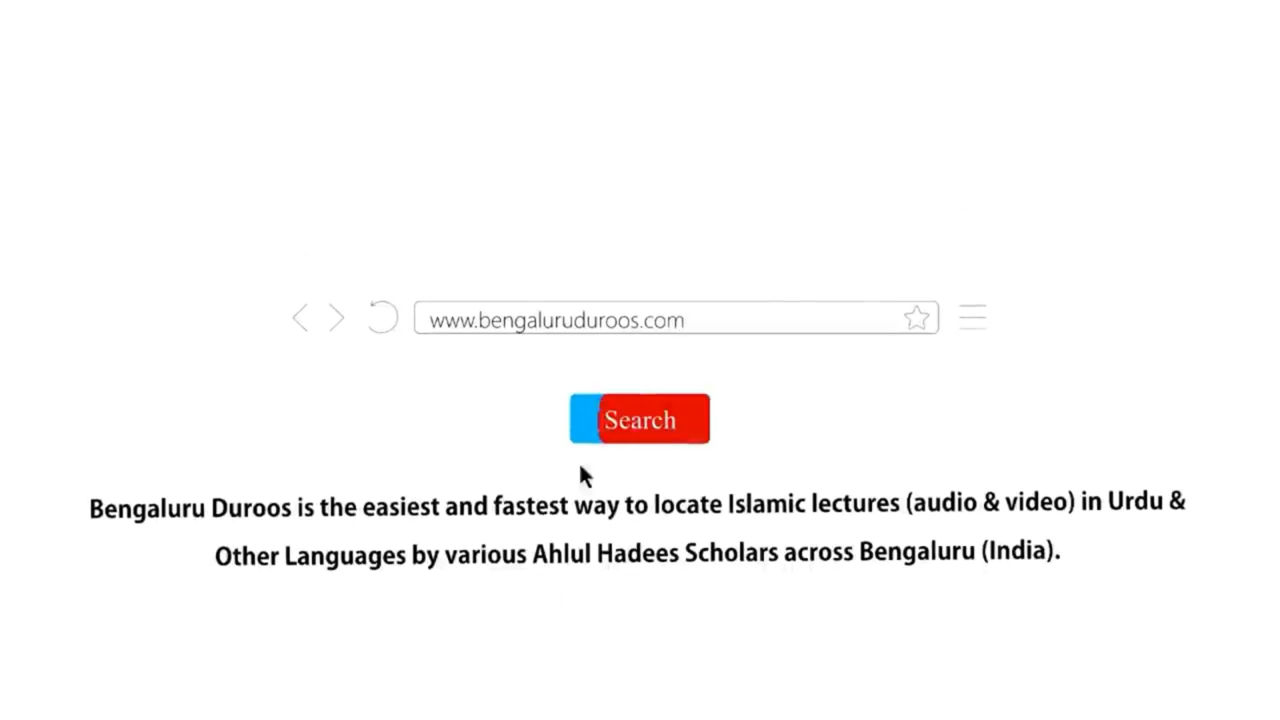 www.bengaluruduroos.com
Search
Bengaluru Duroos is the easiest and fastest way to locate Islamic lectures (audio & video) in Urdu &
Other Languages by various Ahlul Hadees Scholars across Bengaluru (India).